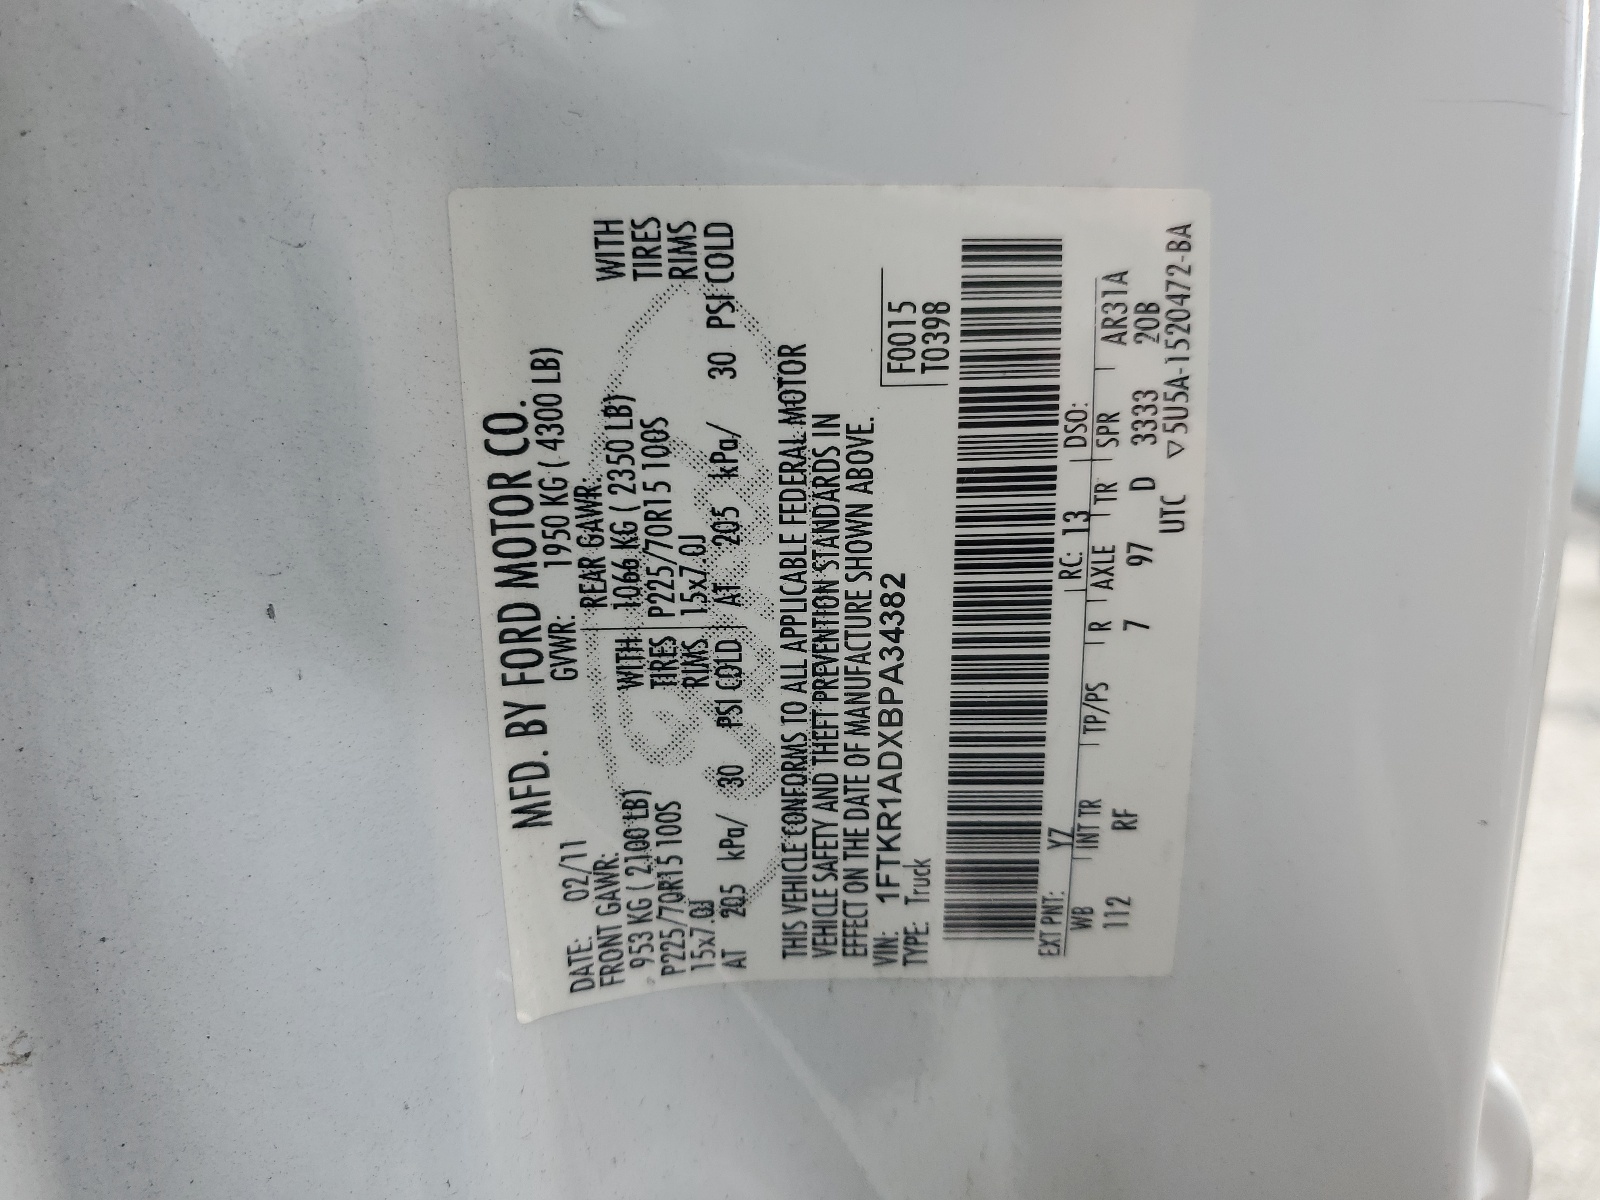 MFD. BY FORD MOTOR CO.
DATE: 02/11 GVWR: 1950 KG ( 4300 LB)
FRONT GAWR: REAR GAWR:
953 KG ( 2100 LB) WITH 1066 KG ( 2350 LB) WITH
P225/70R15 100S TIRES P225/70R15 100S TIRES
15x7.0J RIMS 15x7.0J RIMS
AT 205 kPa/ 30 PSI COLD AT 205 kPa/ 30 PSI COLD
THIS VEHICLE CONFORMS TO ALL APPLICABLE FEDERAL MOTOR
VEHICLE SAFETY AND THEFT PREVENTION STANDARDS IN
EFFECT ON THE DATE OF MANUFACTURE SHOWN ABOVE.
VIN: 1FTKR1ADXBPA34382 F0015
TYPE: Truck T0398
EXT PNT: YZ RC: 13 DSO:
WB INT TR TP/PS R AXLE TR SPR AR31A
112 RF 7 97 D 3333 20B
UTC ▽5U5A-1520472-BA